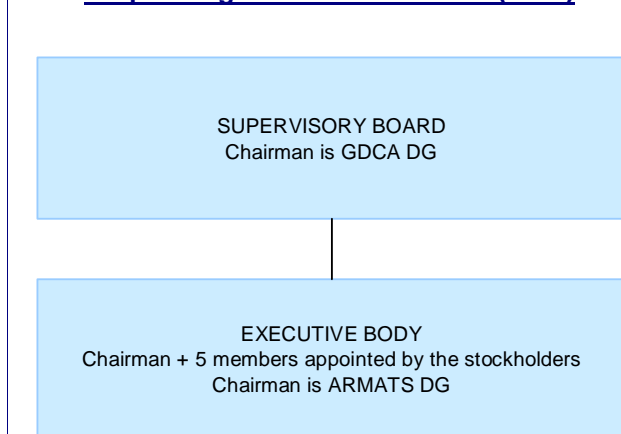 SUPERVISORY BOARD
Chairman is GDCA DG
EXECUTIVE BODY
Chairman + 5 members appointed by the stockholders
Chairman is ARMATS DG